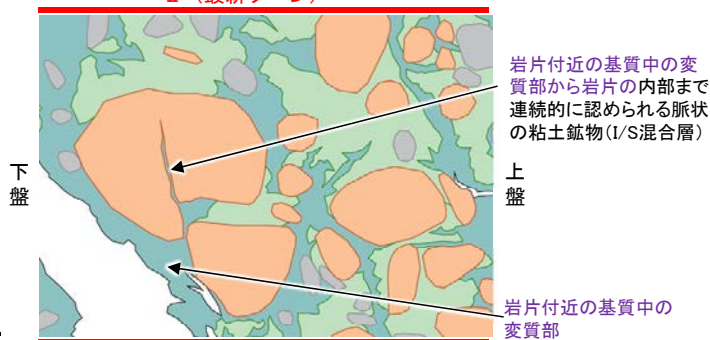 岩片付近の基質中の変
質部から岩片の内部まで
連続的に認められる脈状
の粘土鉱物(I/S混合層)
下
盤
上
盤
岩片付近の基質中の
変質部